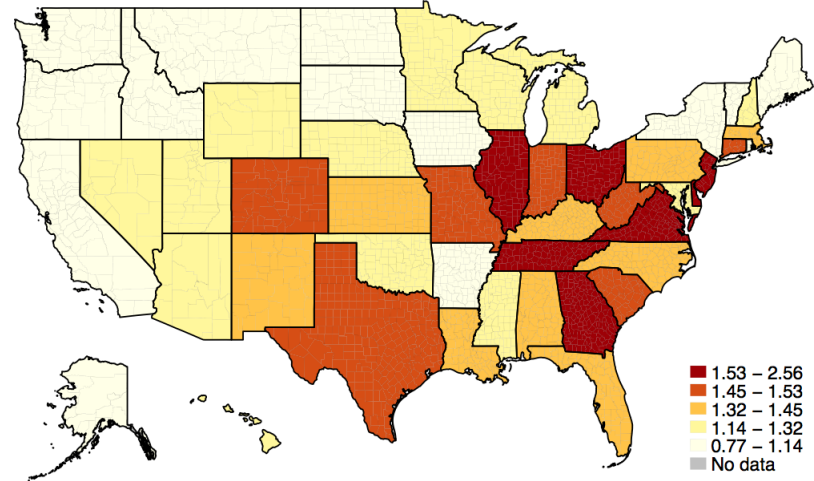 1.53 – 2.56
1.45 – 1.53
1.32 – 1.45
1.14 – 1.32
0.77 – 1.14
No data